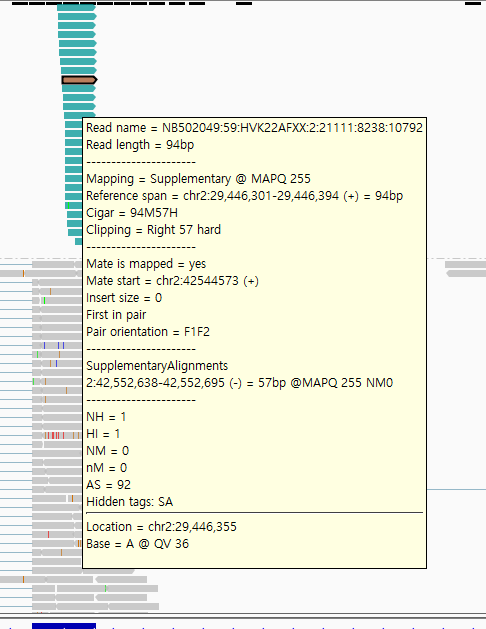 Read name = NB502049:59:HVK22AFXX:2:21111:8238:10792
Read length = 94bp
----------------------
Mapping = Supplementary @ MAPQ 255
Reference span = chr2:29,446,301-29,446,394 (+) = 94bp
Cigar = 94M57H
Clipping = Right 57 hard
----------------------
Mate is mapped = yes
Mate start = chr2:42544573 (+)
Insert size = 0
First in pair
Pair orientation = F1F2
----------------------
SupplementaryAlignments
2:42,552,638-42,552,695 (-) = 57bp @MAPQ 255 NM0
----------------------
NH = 1
HI = 1
NM = 0
nM = 0
AS = 92
Hidden tags: SA
Location = chr2:29,446,355
Base = A @ QV 36